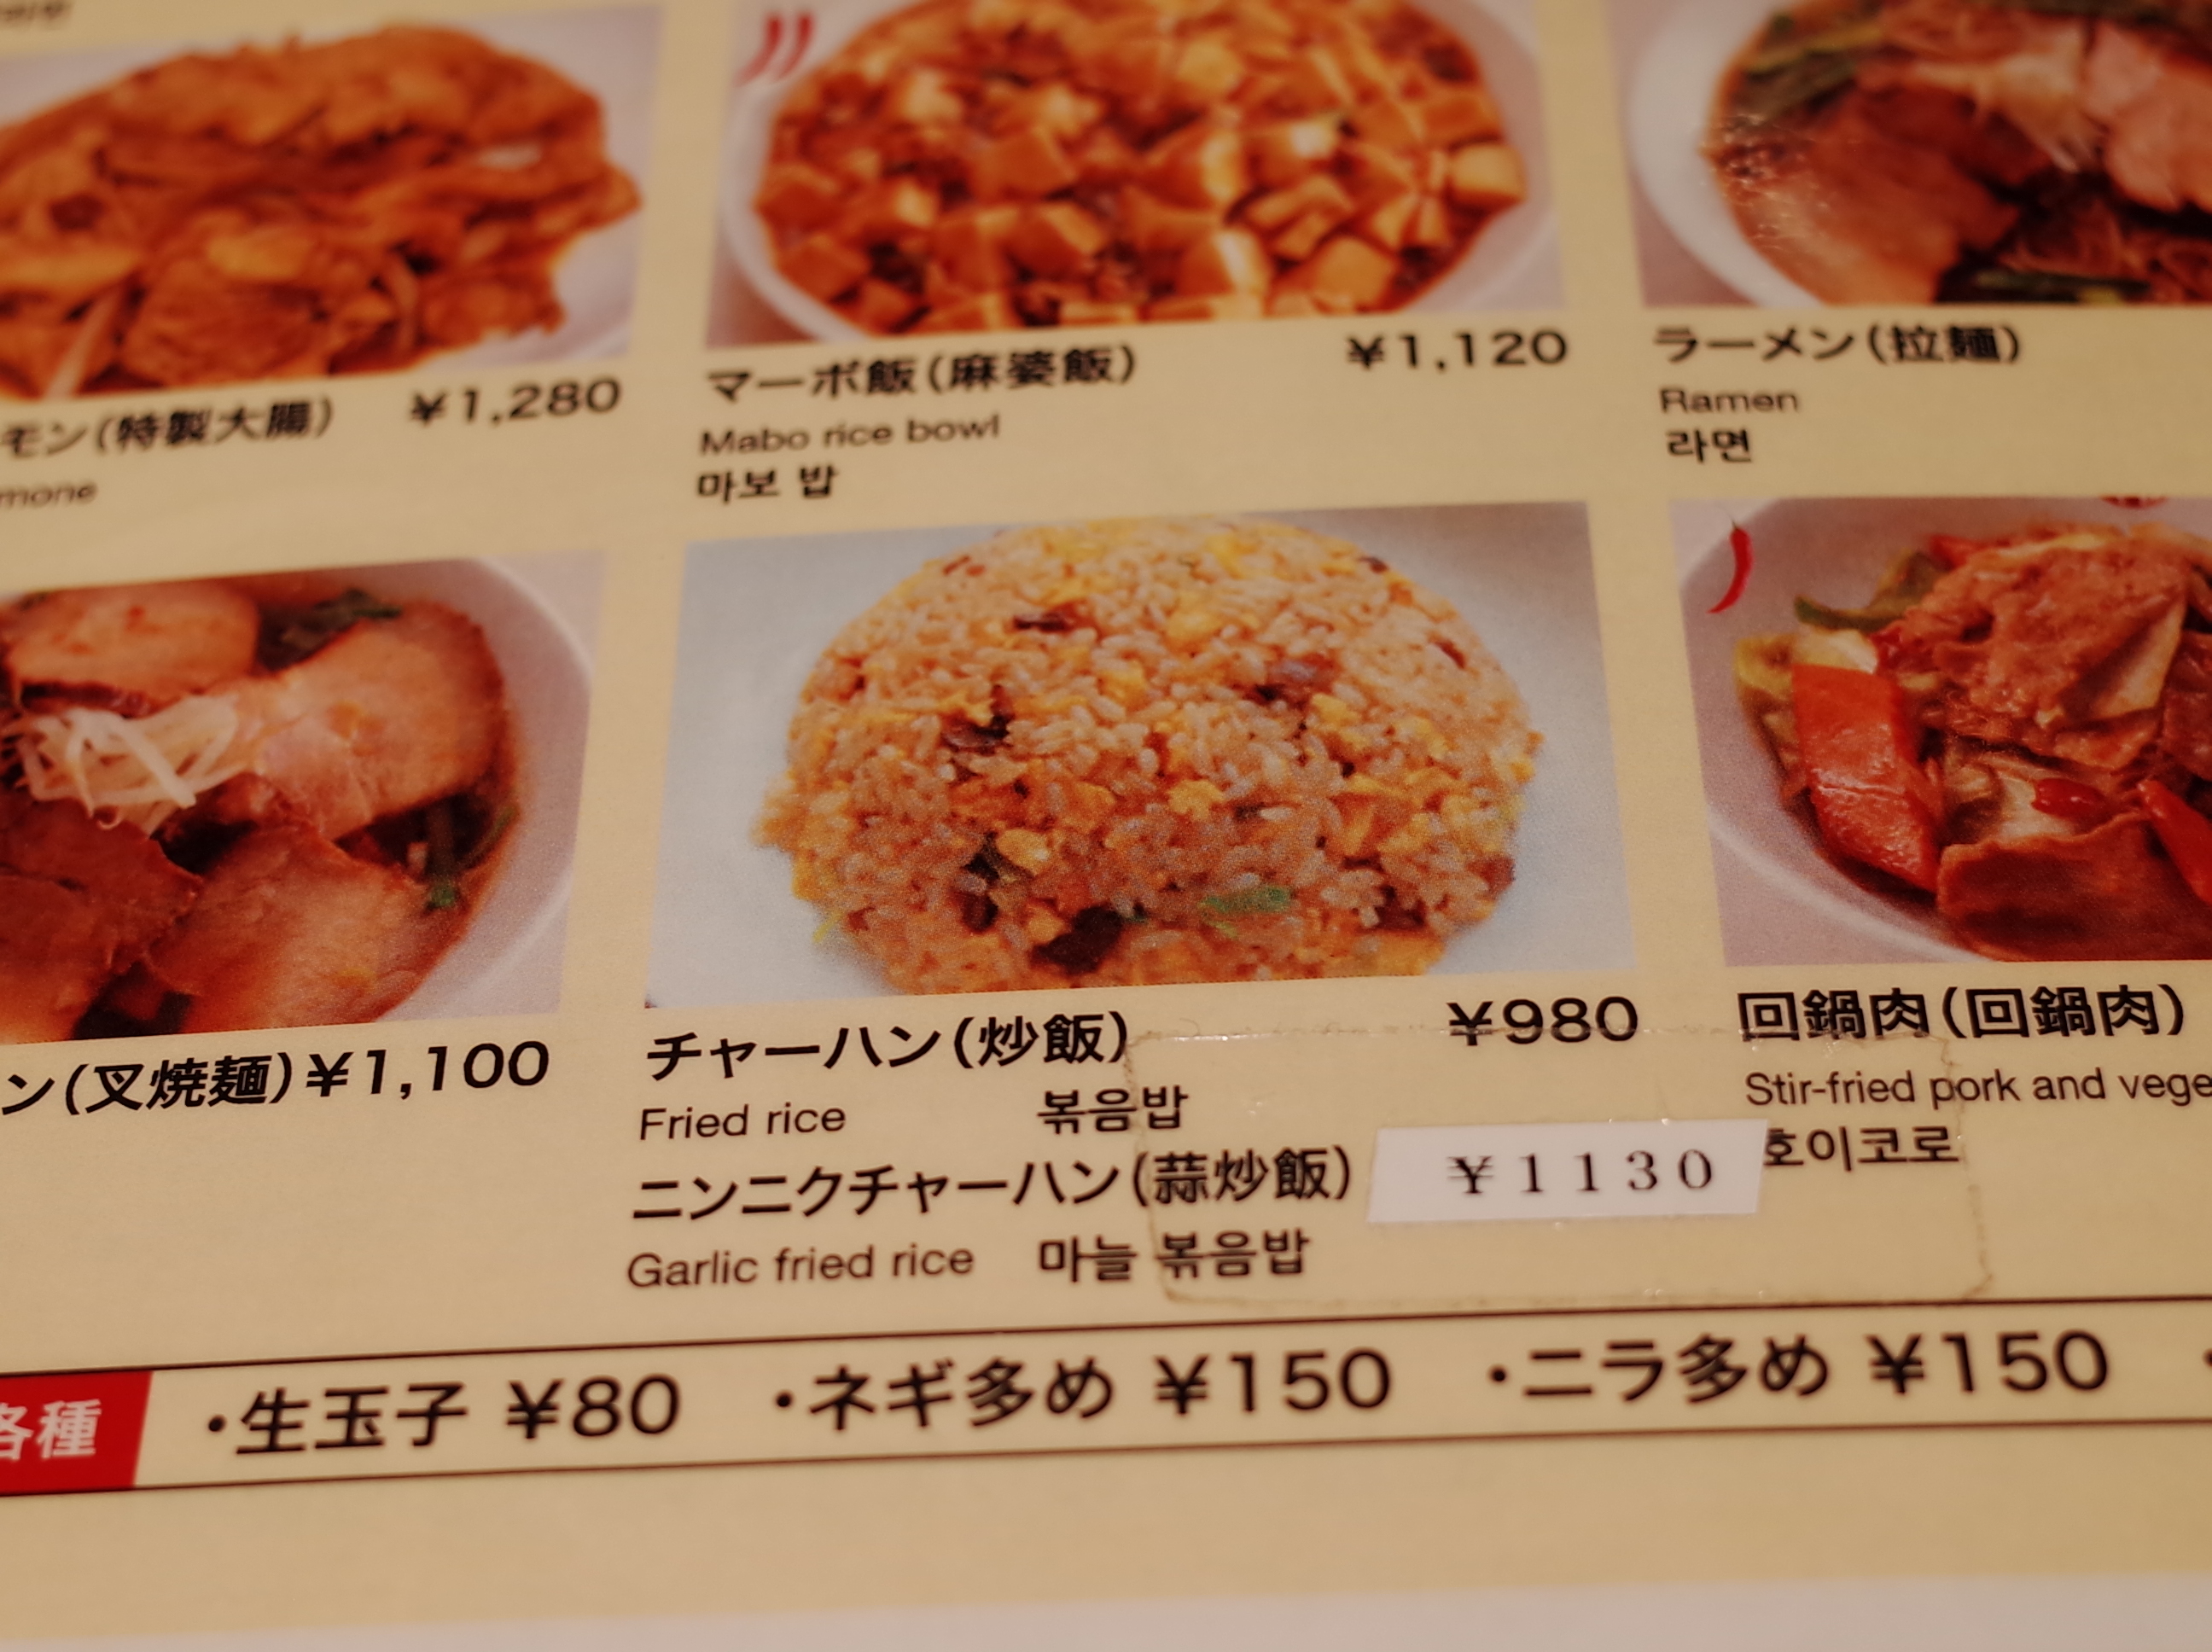 モン(特製大腸) ¥1,280
mone
マーボ飯(麻婆飯) ¥1,120
Mabo rice bowl
마보 밥
ラーメン(拉麺)
Ramen
라면
ン(叉焼麺)¥1,100
チャーハン(炒飯) ¥980
Fried rice 볶음밥
ニンニクチャーハン(蒜炒飯) ¥1130
Garlic fried rice 마늘 볶음밥
回鍋肉(回鍋肉)
Stir-fried pork and vege
호이코로
各種 ・生玉子 ¥80 ・ネギ多め ¥150 ・ニラ多め ¥150